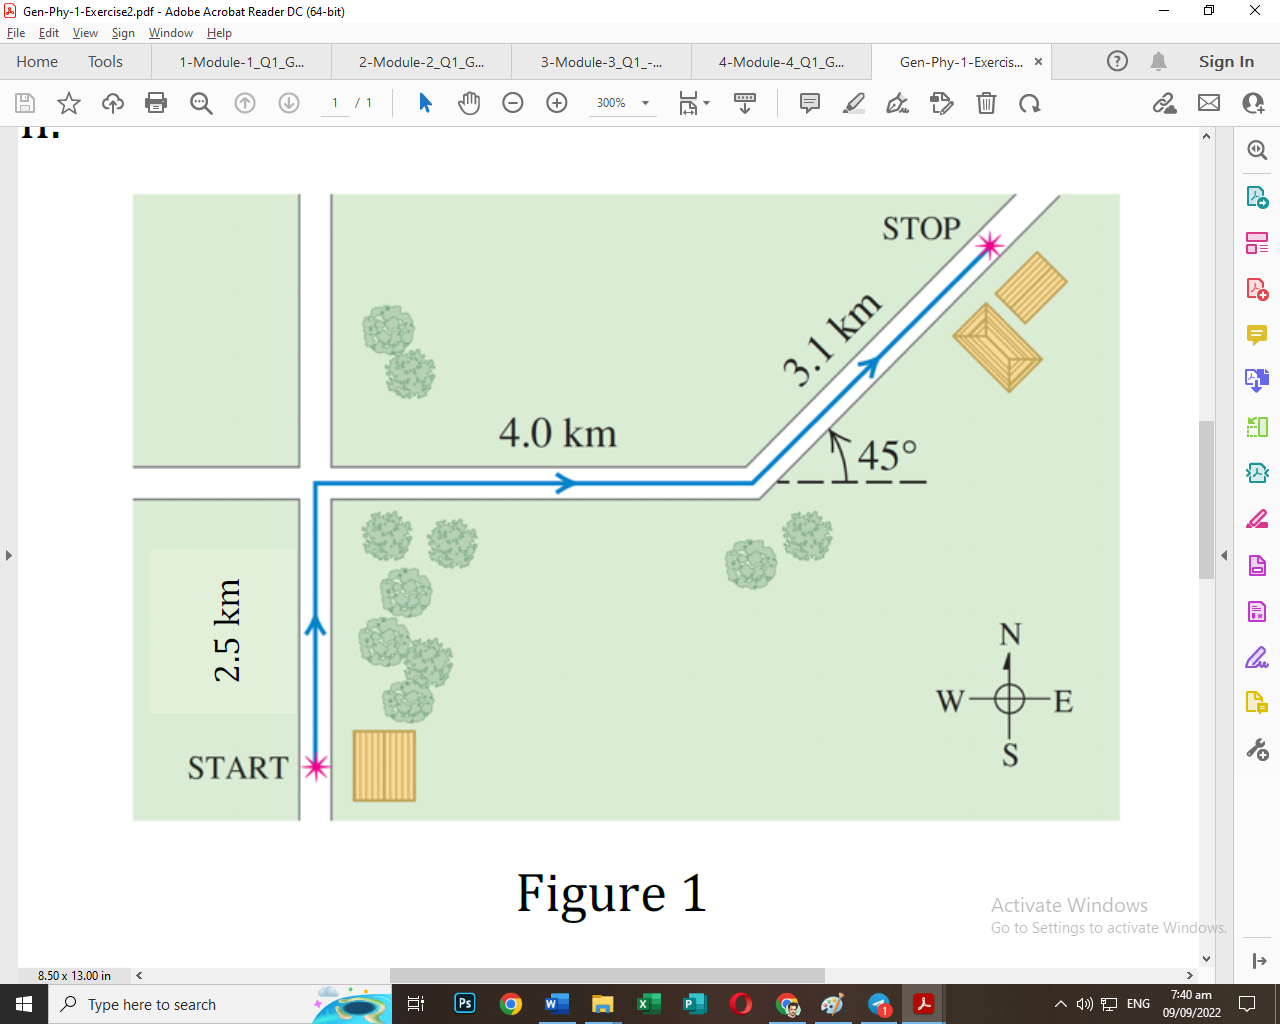 Gen-Phy-1-Exercise2.pdf - Adobe Acrobat Reader DC (64-bit)
File Edit View Sign Window Help
Home Tools 1-Module-1_Q1_G... 2-Module-2_Q1_G... 3-Module-3_Q1_-... 4-Module-4_Q1_G... Gen-Phy-1-Exercis... × Sign In
1 / 1 300%
STOP
3.1 km
4.0 km
45°
2.5 km
N
W E
S
START
Figure 1
Activate Windows
Go to Settings to activate Windows.
8.50 x 13.00 in
Type here to search
ENG
7:40 am
09/09/2022